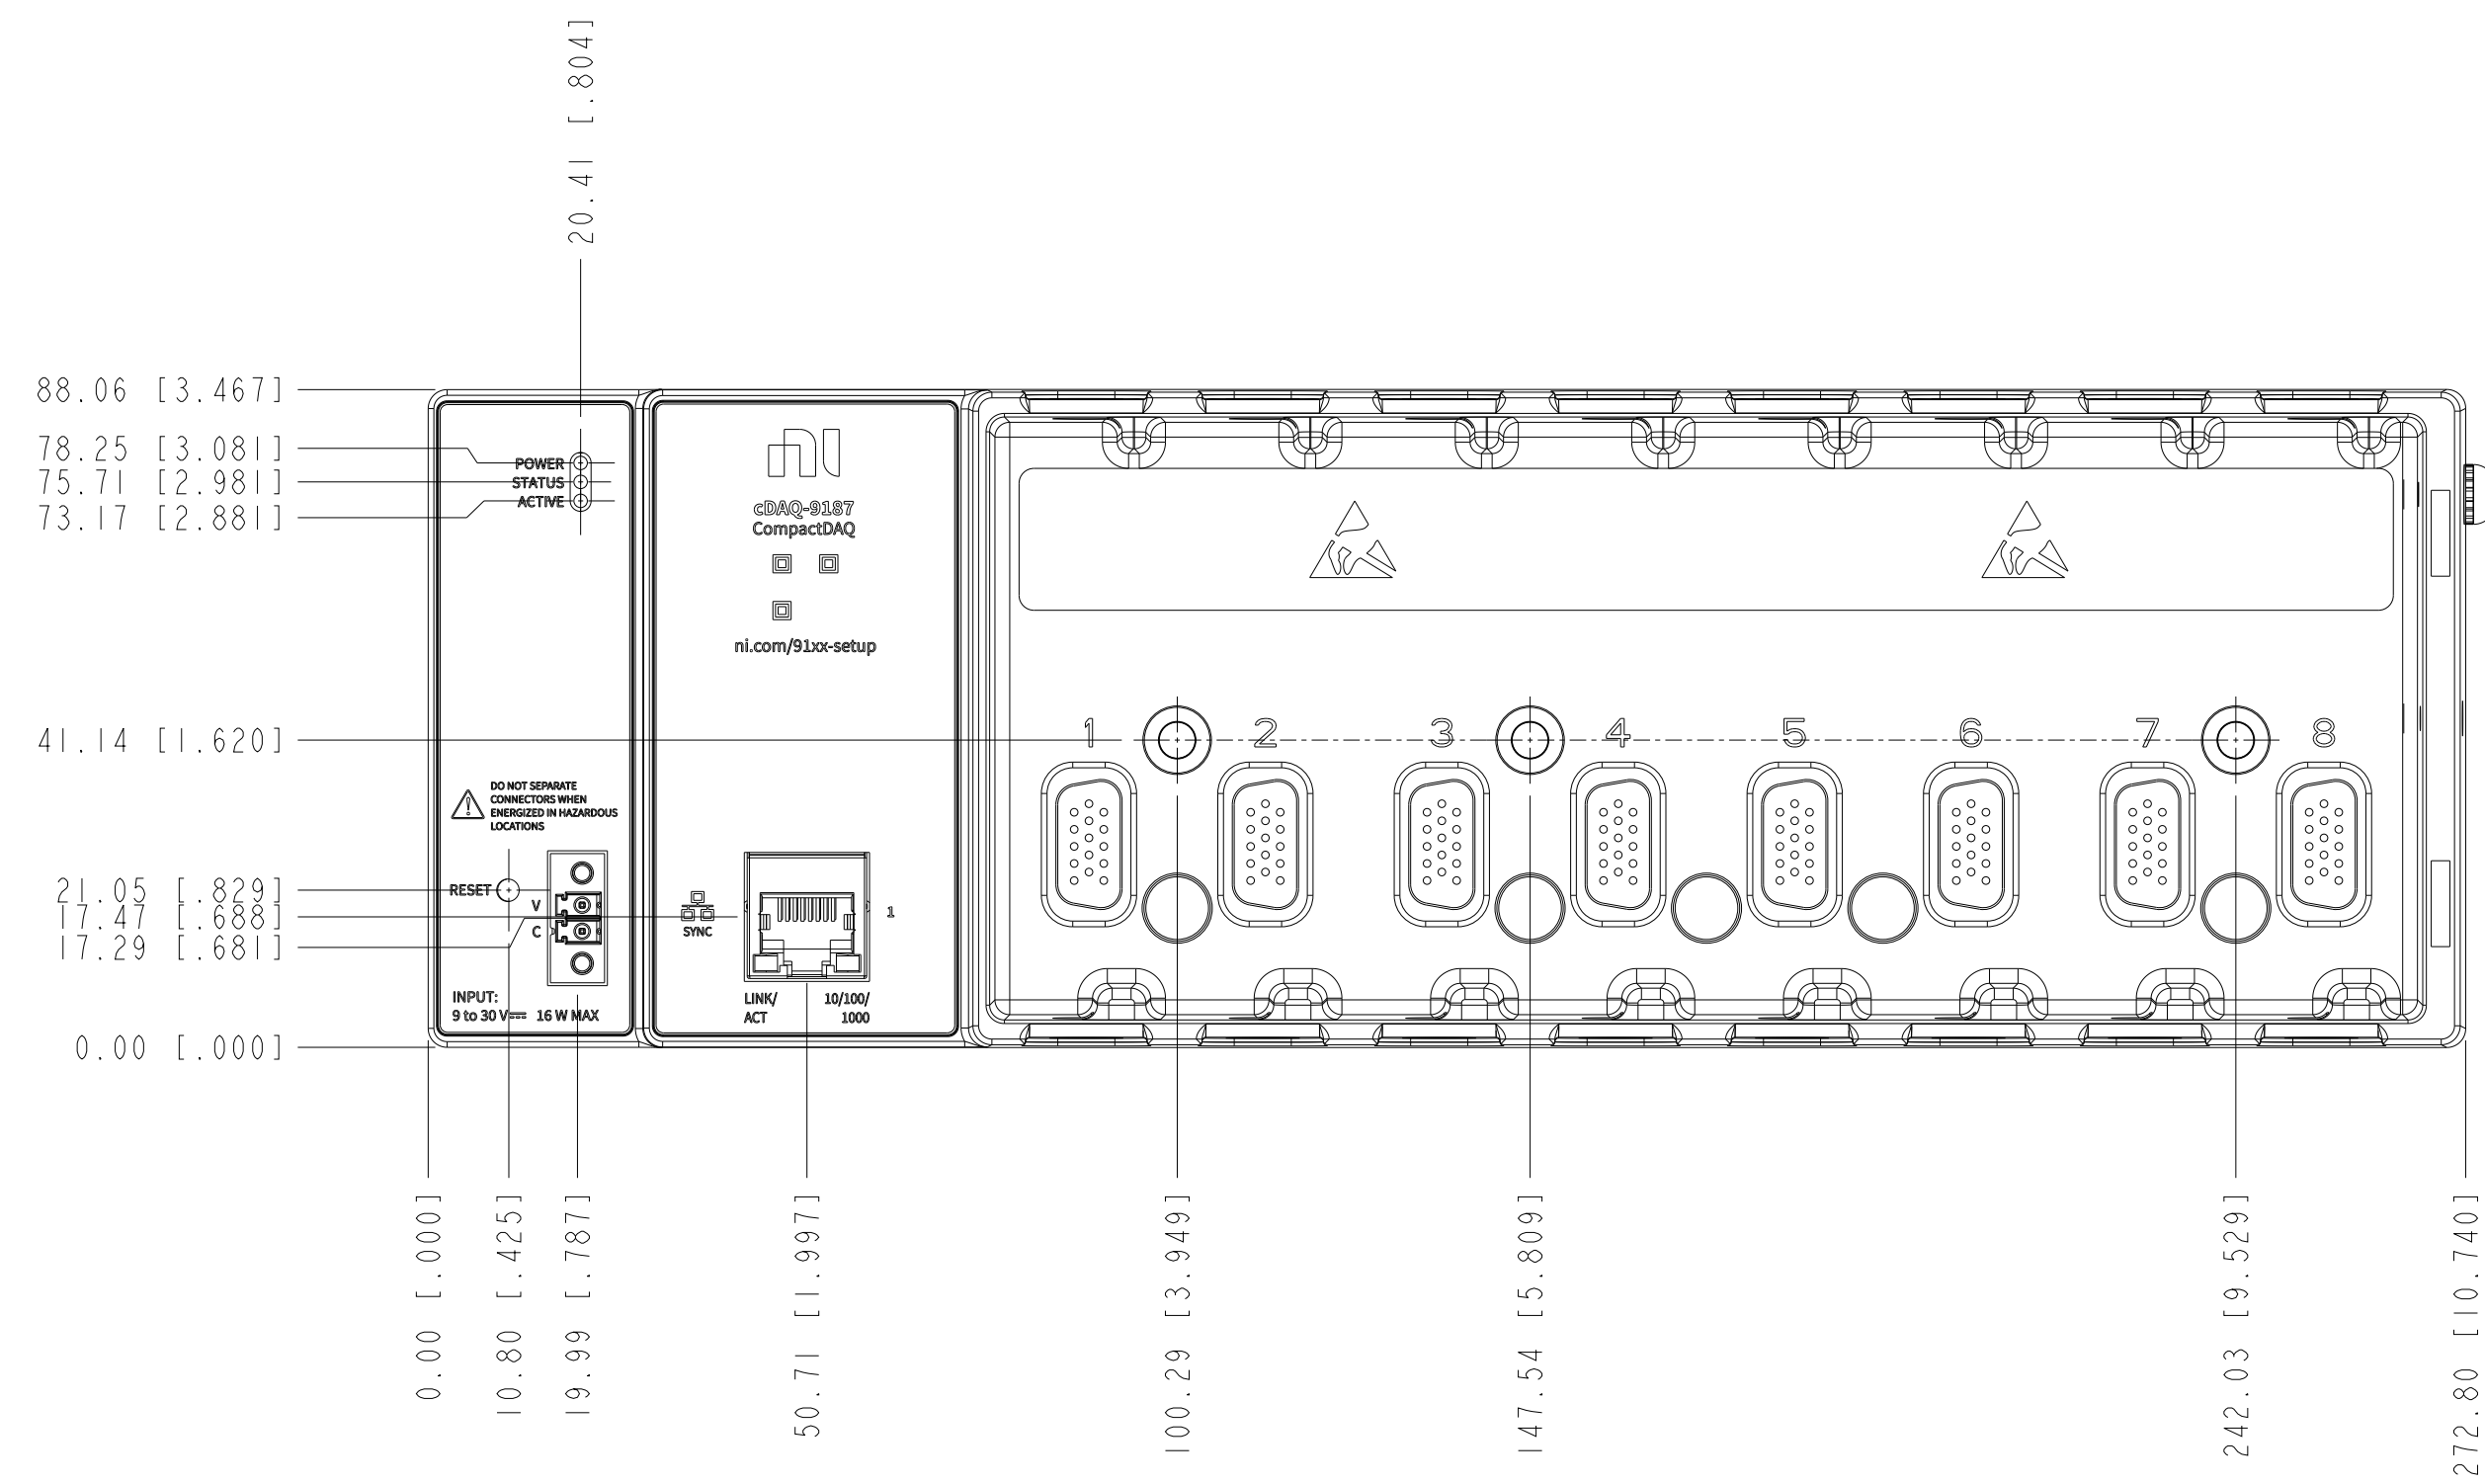 20.41 [.804]
88.06 [3.467]
78.25 [3.081]
75.71 [2.981]
73.17 [2.881]
41.14 [1.620]
21.05 [.829]
17.47 [.688]
17.29 [.681]
0.00 [.000]
POWER
STATUS
ACTIVE
DO NOT SEPARATE
CONNECTORS WHEN
ENERGIZED IN HAZARDOUS
LOCATIONS
RESET
V
C
INPUT:
9 to 30 V⎓ 16 W MAX
ni
cDAQ-9187
CompactDAQ
ni.com/91xx-setup
SYNC
1
LINK/ 10/100/
ACT 1000
1 2 3 4 5 6 7 8
0.00 [.000]
10.80 [.425]
19.99 [.787]
50.71 [1.997]
100.29 [3.949]
147.54 [5.809]
242.03 [9.529]
272.80 [10.740]